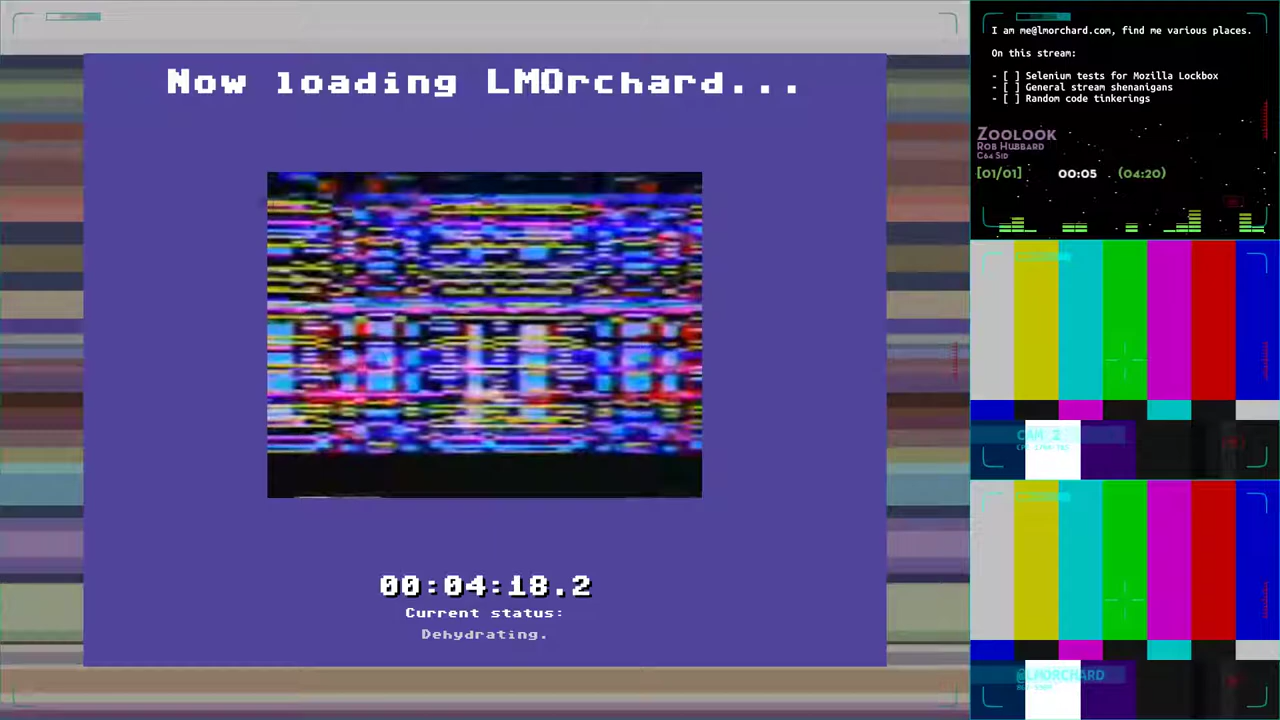 Now loading LMOrchard...
00:04:18.2
Current status:
Dehydrating.
I am me@lmorchard.com, find me various places.
On this stream:
- [ ] Selenium tests for Mozilla Lockbox
- [ ] General stream shenanigans
- [ ] Random code tinkerings
Zoolook
Rob Hubbard
C64 Sid
[01/01] 00:05 (04:20)
CAM 2
@LMORCHARD